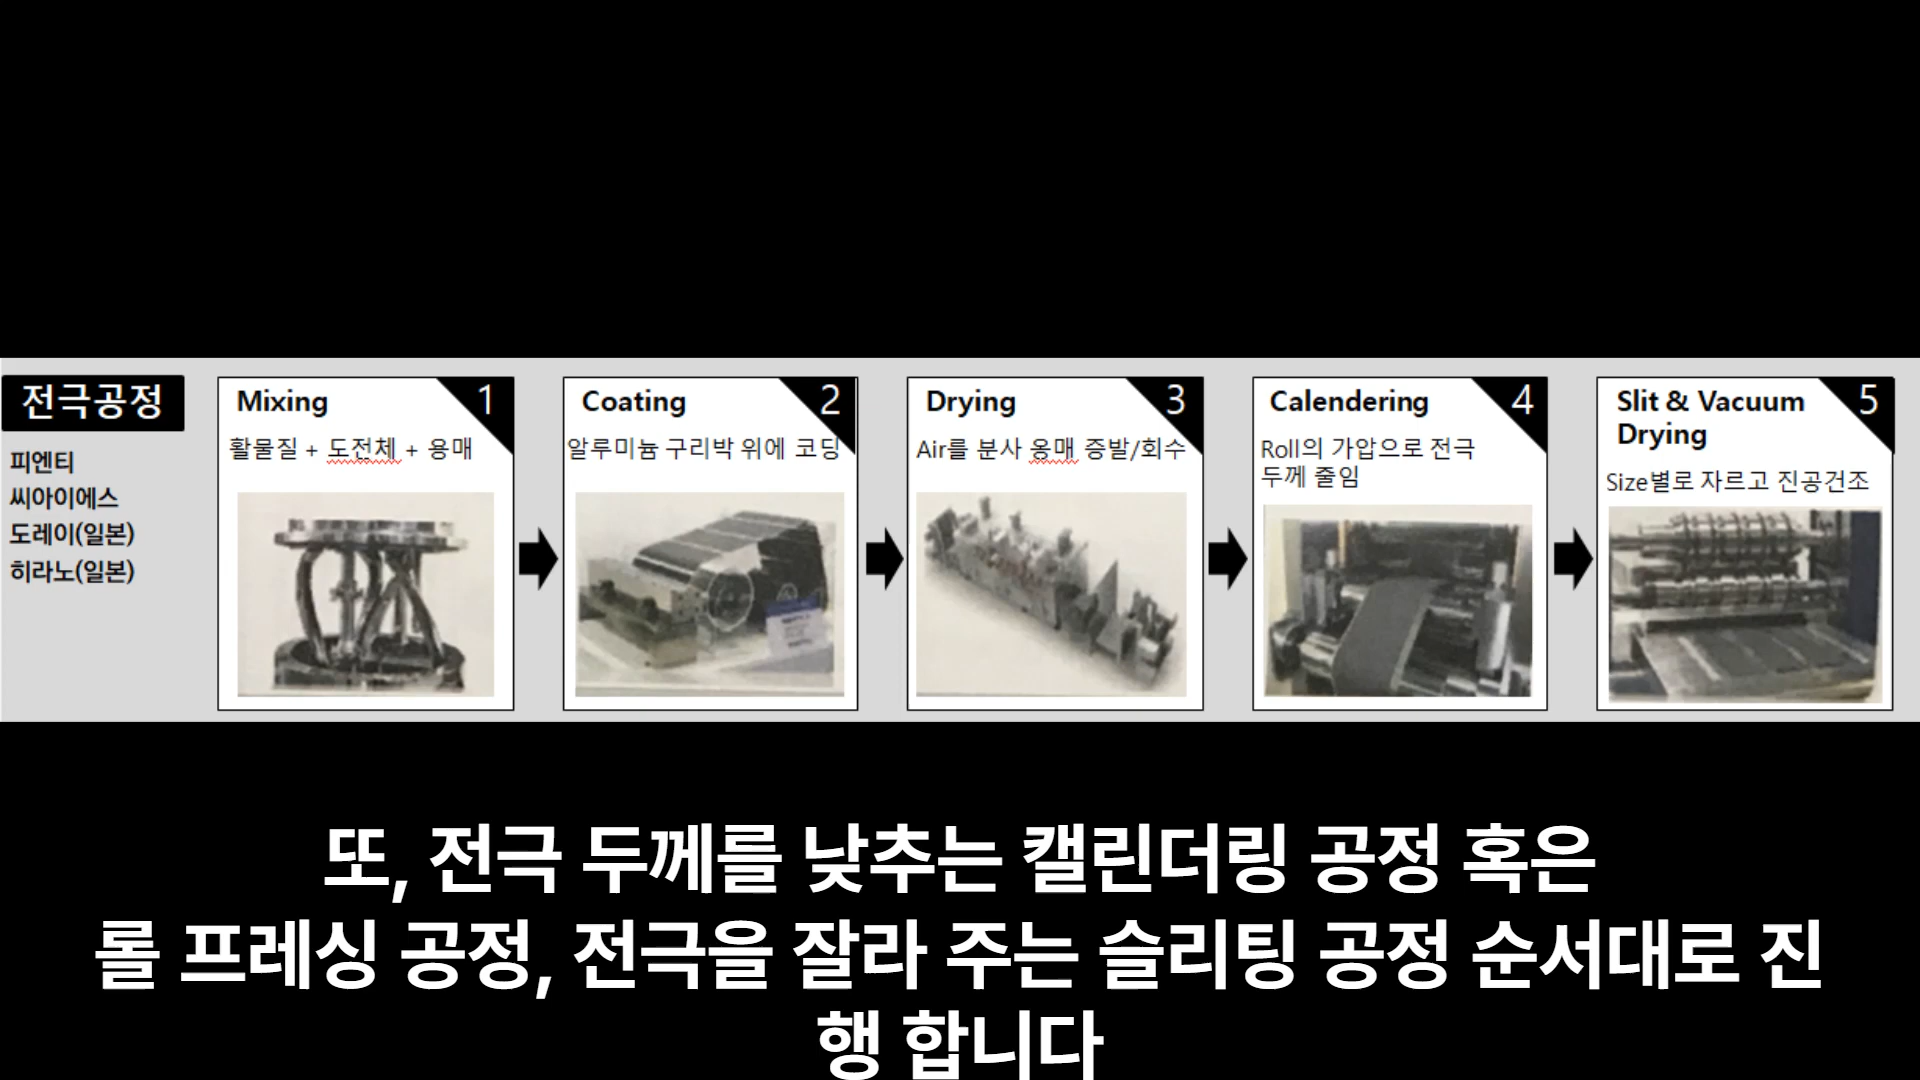 전극공정
피엔티
씨아이에스
도레이(일본)
히라노(일본)
Mixing
1
활물질 + 도전체 + 용매
Coating
2
알루미늄 구리박 위에 코딩
Drying
3
Air를 분사 옹매 증발/회수
Calendering
4
Roll의 가압으로 전극
두께 줄임
Slit & Vacuum
Drying
5
Size별로 자르고 진공건조
또, 전극 두께를 낮추는 캘린더링 공정 혹은
롤 프레싱 공정, 전극을 잘라 주는 슬리팅 공정 순서대로 진
행 합니다